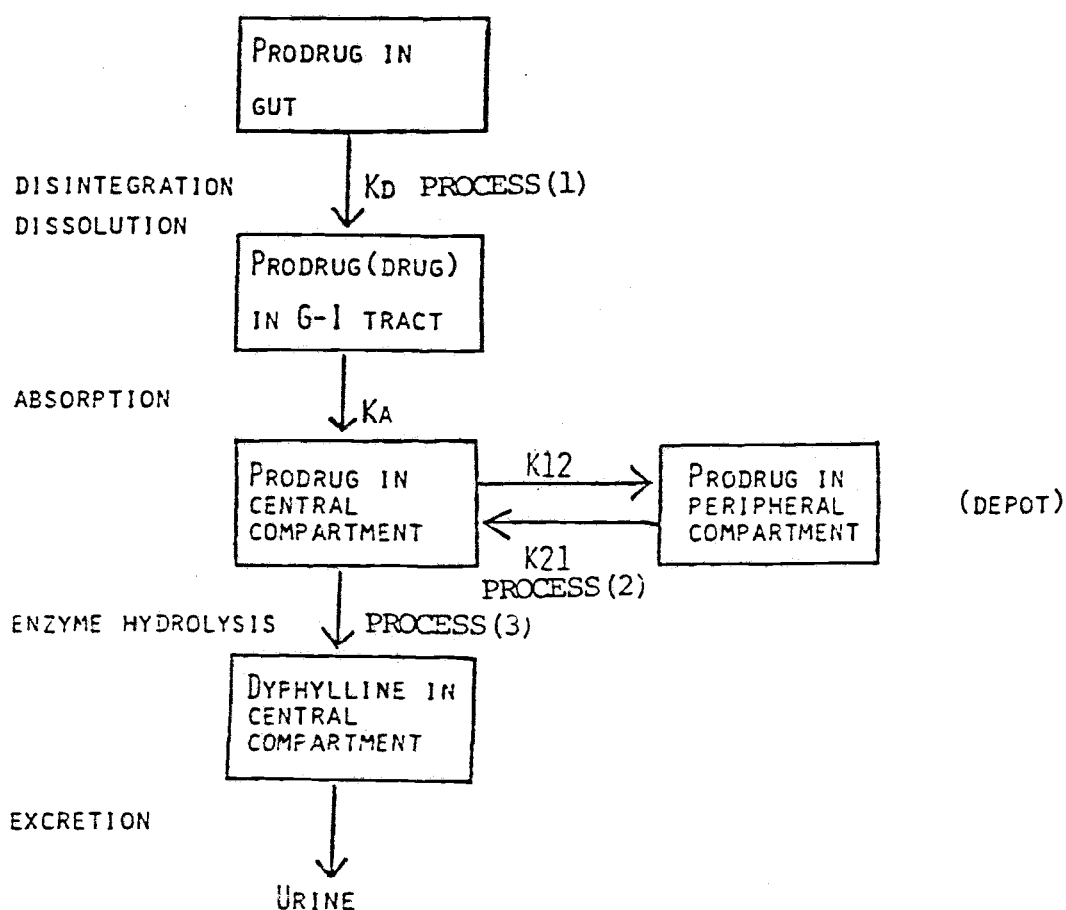 PRODRUG IN
GUT
DISINTEGRATION
DISSOLUTION
KD PROCESS(1)
PRODRUG(DRUG)
IN G-I TRACT
ABSORPTION
KA
PRODRUG IN
CENTRAL
COMPARTMENT
K12
K21
PROCESS(2)
PRODRUG IN
PERIPHERAL
COMPARTMENT
(DEPOT)
ENZYME HYDROLYSIS
PROCESS(3)
DYPHYLLINE IN
CENTRAL
COMPARTMENT
EXCRETION
URINE